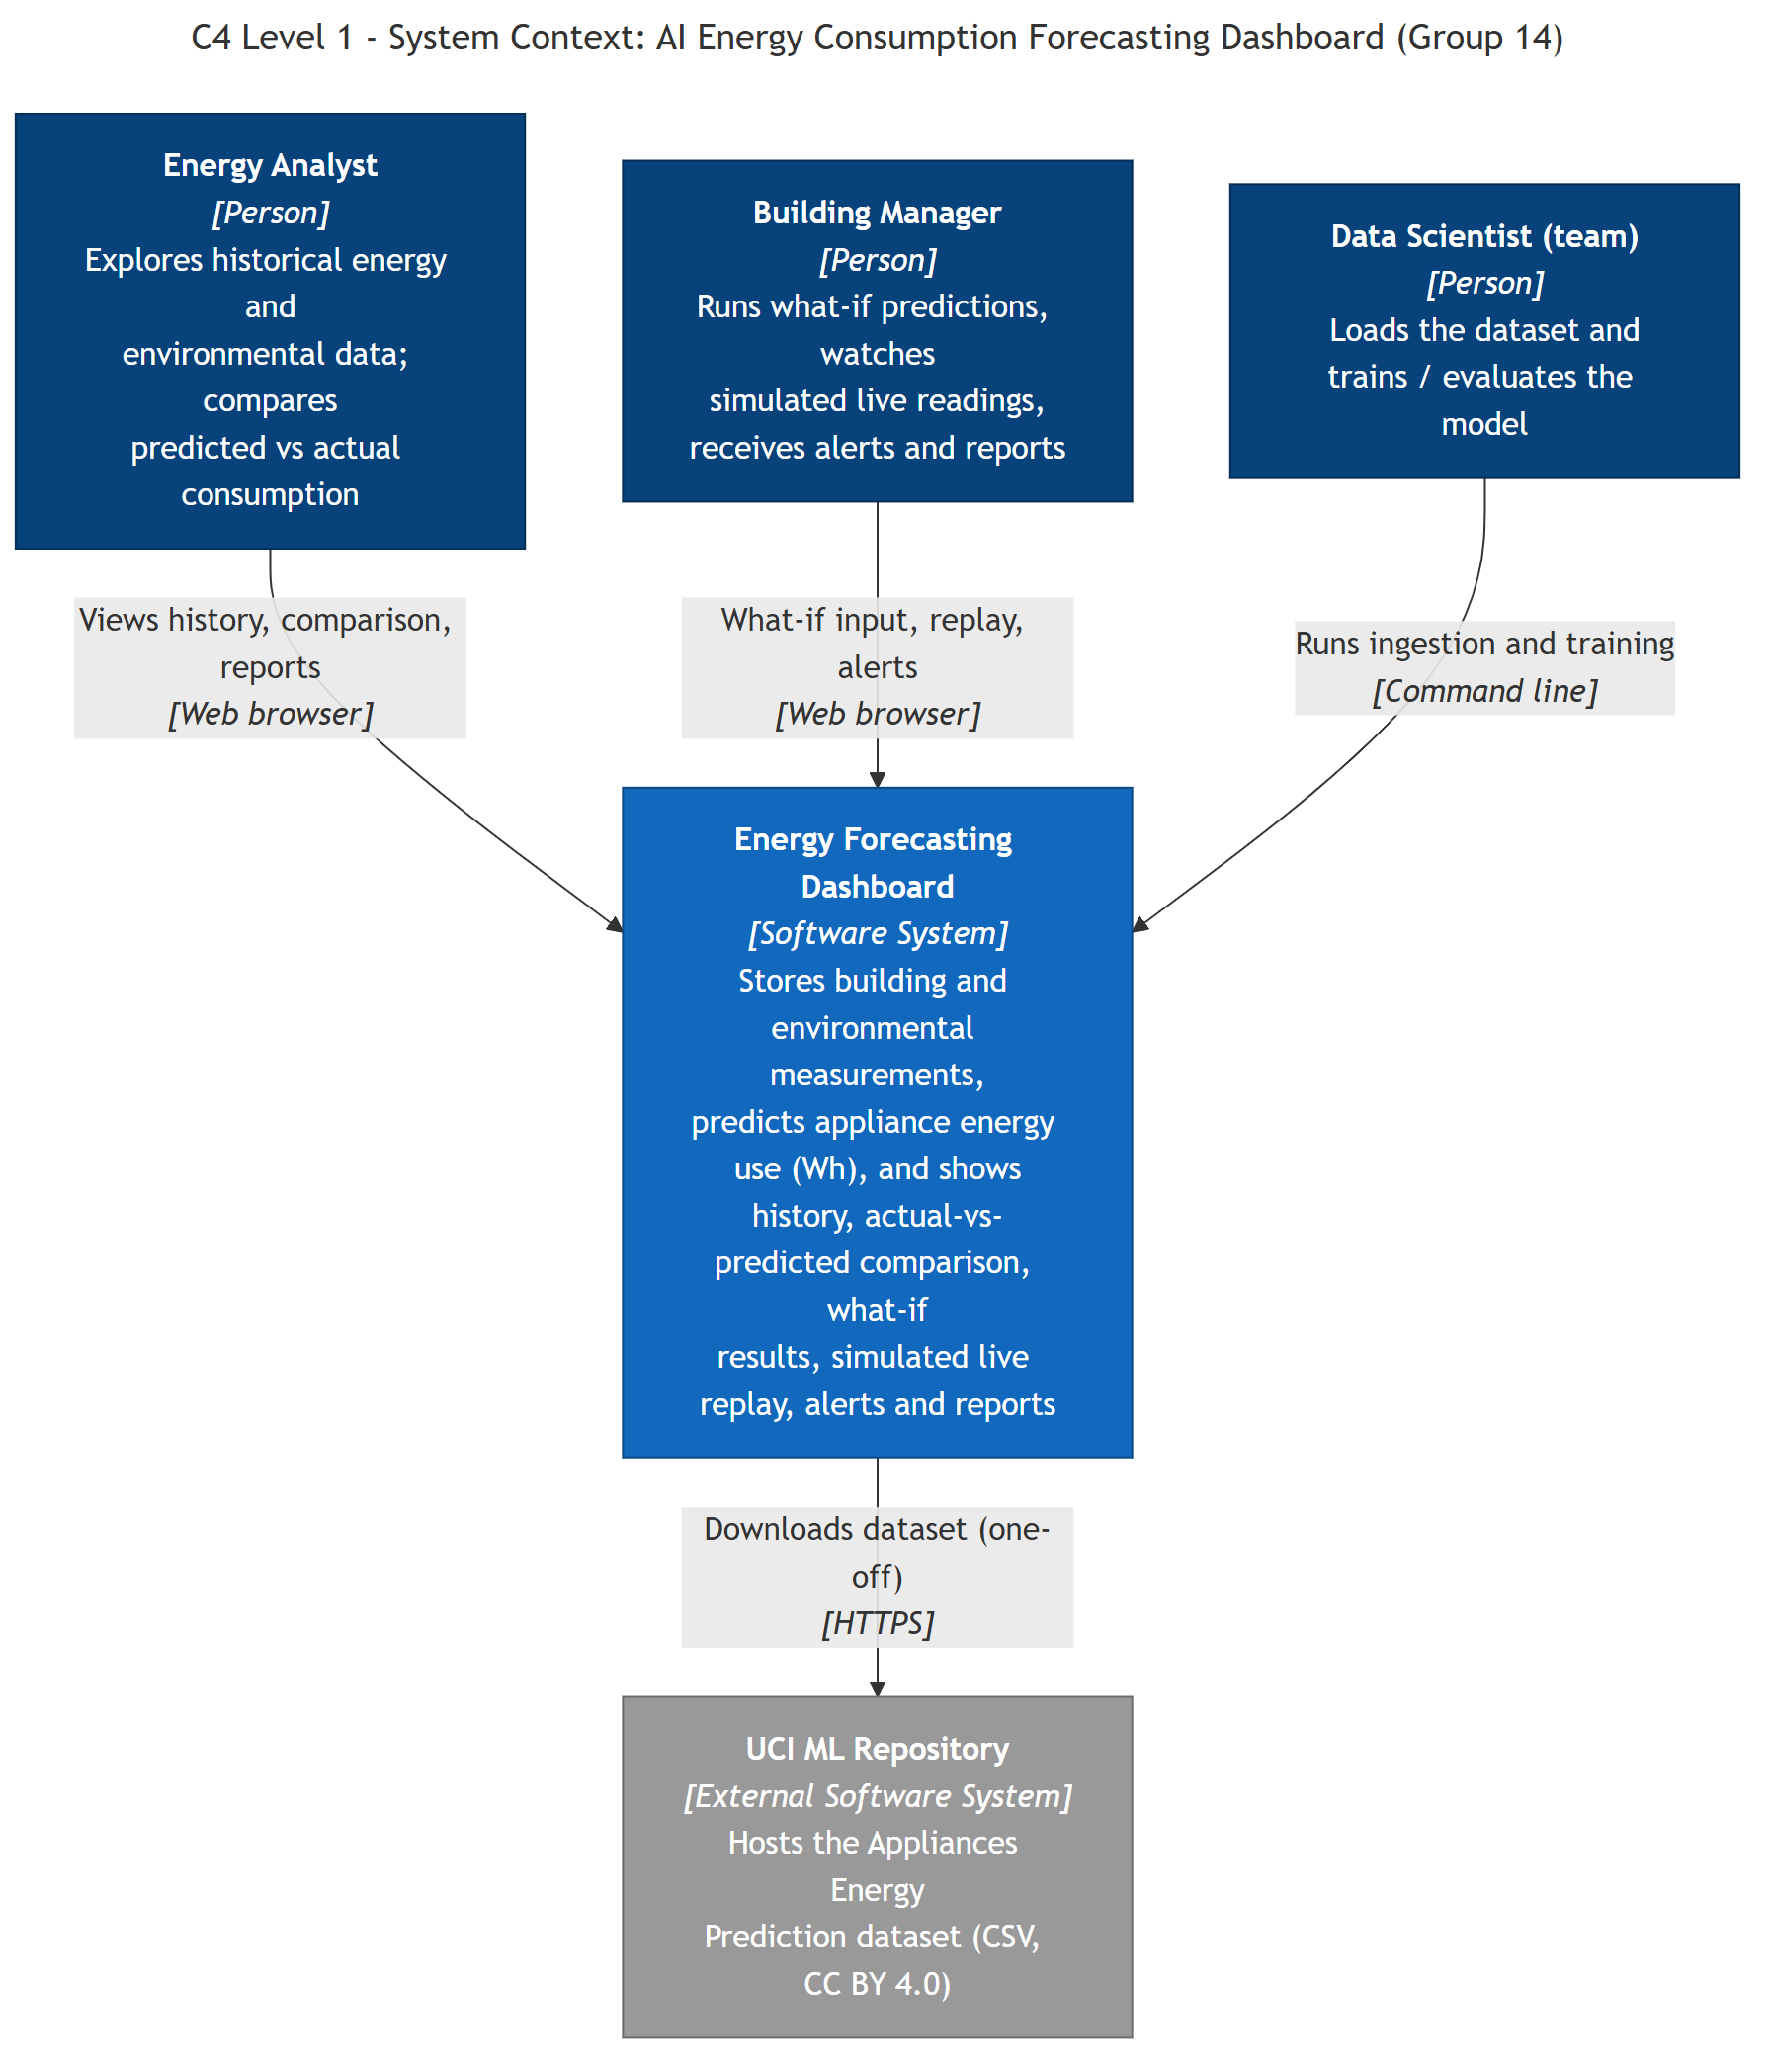 C4 Level 1 - System Context: AI Energy Consumption Forecasting Dashboard (Group 14)
Energy Analyst
[Person]
Explores historical energy
and
environmental data;
compares
predicted vs actual
consumption
Building Manager
[Person]
Runs what-if predictions,
watches
simulated live readings,
receives alerts and reports
Data Scientist (team)
[Person]
Loads the dataset and
trains / evaluates the
model
Views history, comparison,
reports
[Web browser]
What-if input, replay,
alerts
[Web browser]
Runs ingestion and training
[Command line]
Energy Forecasting
Dashboard
[Software System]
Stores building and
environmental
measurements,
predicts appliance energy
use (Wh), and shows
history, actual-vs-
predicted comparison,
what-if
results, simulated live
replay, alerts and reports
Downloads dataset (one-
off)
[HTTPS]
UCI ML Repository
[External Software System]
Hosts the Appliances
Energy
Prediction dataset (CSV,
CC BY 4.0)